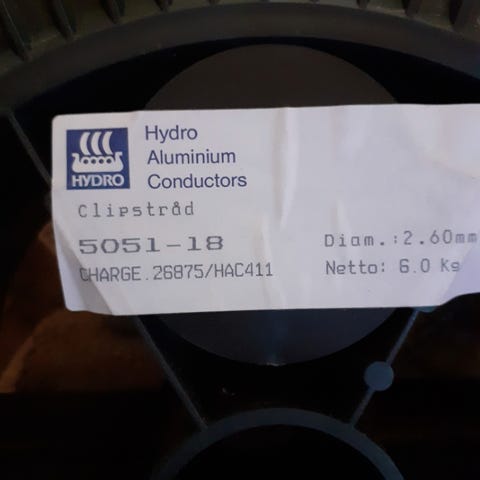 HYDRO
Hydro
Aluminium
Conductors
Clipstråd
5051-18
Diam.:2.60mm
CHARGE.26875/HAC411
Netto: 6.0 Kg